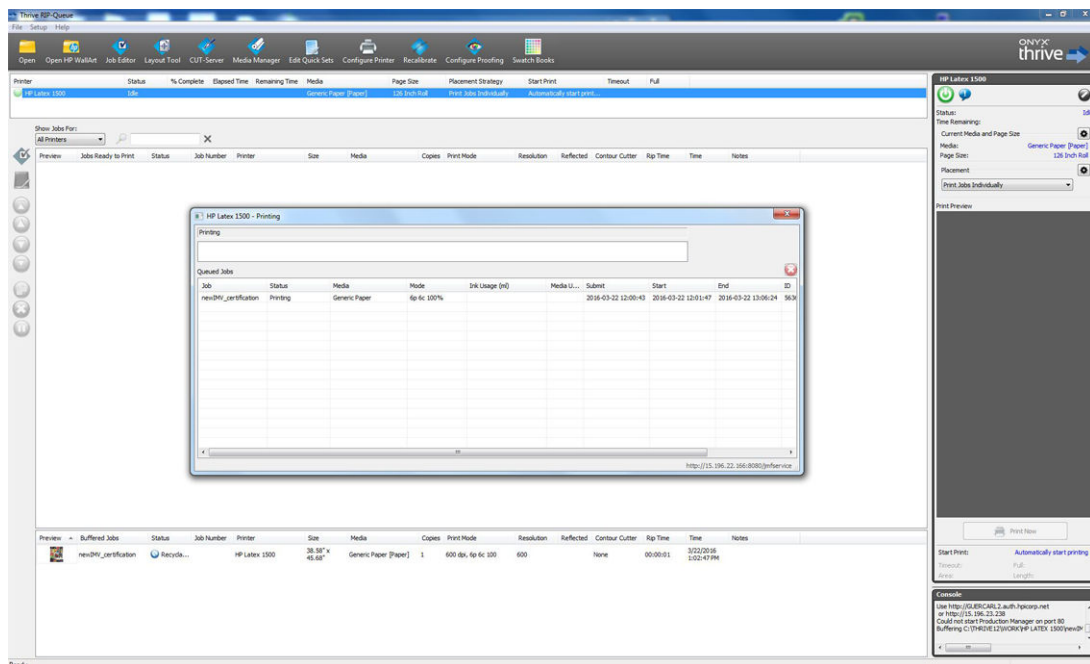 Thrive RIP-Queue
File Setup Help
Open Open HP WallArt Job Editor Layout Tool CUT-Server Media Manager Edit Quick Sets Configure Printer Recalibrate Configure Proofing Swatch Books
ONYX
thrive
Printer Status % Complete Elapsed Time Remaining Time Media Page Size Placement Strategy Start Print Timeout Full
HP Latex 1500 Idle Generic Paper [Paper] 126 Inch Roll Print Jobs Individually Automatically start print...
Show Jobs For:
All Printers
Preview Jobs Ready to Print Status Job Number Printer Size Media Copies Print Mode Resolution Reflected Contour Cutter Rip Time Time Notes
HP Latex 1500 - Printing
Printing
Queued Jobs
Job Status Media Mode Ink Usage (ml) Media U... Submit Start End ID
newIMV_certification Printing Generic Paper 6p 6c 100% 2016-03-22 12:00:43 2016-03-22 12:01:47 2016-03-22 13:06:24 563
http://15.196.22.166:8080/jmfservice
Preview Buffered Jobs Status Job Number Printer Size Media Copies Print Mode Resolution Reflected Contour Cutter Rip Time Time Notes
newIMV_certification Recycla... HP Latex 1500 38.58" x 45.68" Generic Paper [Paper] 1 600 dpi, 6p 6c 100 600 None 00:00:01 3/22/2016 1:02:47 PM
HP Latex 1500
Status: Idl
Time Remaining:
Current Media and Page Size
Media: Generic Paper [Paper]
Page Size: 126 Inch Roll
Placement
Print Jobs Individually
Print Preview
Print Now
Start Print: Automatically start printing
Timeout: Full:
Area: Length:
Console
Use http://GUERCARL2.auth.hpicorp.net
or http://15.196.23.238
Could not start Production Manager on port 80
Buffering C:\THRIVE12\WORK\HP LATEX 1500\newIM